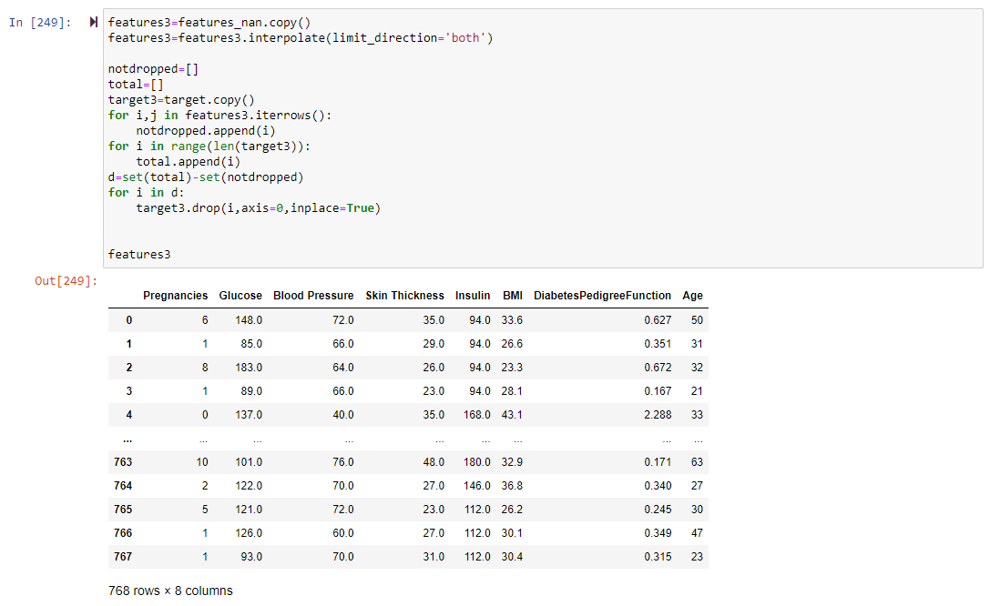 In [249]:
features3=features_nan.copy()
features3=features3.interpolate(limit_direction='both')
notdropped=[]
total=[]
target3=target.copy()
for i,j in features3.iterrows():
    notdropped.append(i)
for i in range(len(target3)):
    total.append(i)
d=set(total)-set(notdropped)
for i in d:
    target3.drop(i,axis=0,inplace=True)
features3
Out[249]:
Pregnancies Glucose Blood Pressure Skin Thickness Insulin BMI DiabetesPedigreeFunction Age
0 6 148.0 72.0 35.0 94.0 33.6 0.627 50
1 1 85.0 66.0 29.0 94.0 26.6 0.351 31
2 8 183.0 64.0 26.0 94.0 23.3 0.672 32
3 1 89.0 66.0 23.0 94.0 28.1 0.167 21
4 0 137.0 40.0 35.0 168.0 43.1 2.288 33
... ... ... ... ... ... ... ... ...
763 10 101.0 76.0 48.0 180.0 32.9 0.171 63
764 2 122.0 70.0 27.0 146.0 36.8 0.340 27
765 5 121.0 72.0 23.0 112.0 26.2 0.245 30
766 1 126.0 60.0 27.0 112.0 30.1 0.349 47
767 1 93.0 70.0 31.0 112.0 30.4 0.315 23
768 rows × 8 columns